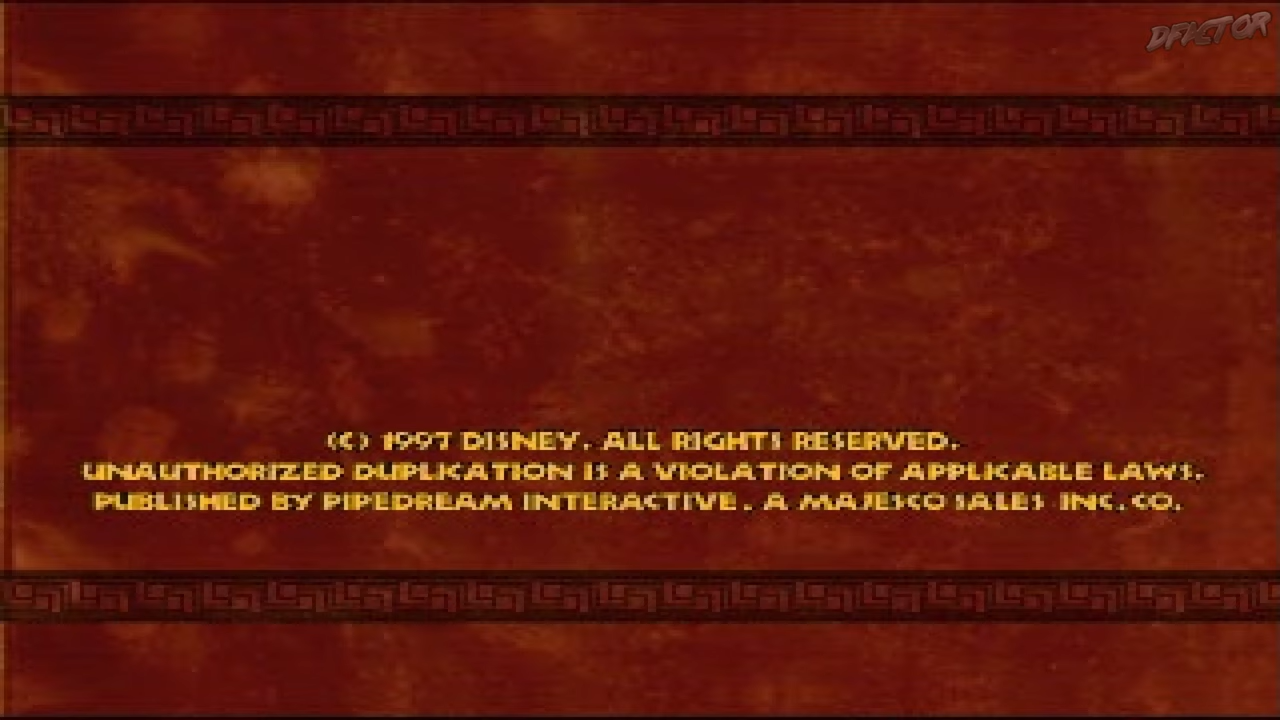 DFACTOR
(C) 1997 DISNEY. ALL RIGHTS RESERVED.
UNAUTHORIZED DUPLICATION IS A VIOLATION OF APPLICABLE LAWS.
PUBLISHED BY PIPEDREAM INTERACTIVE. A MAJESCO SALES INC. CO.